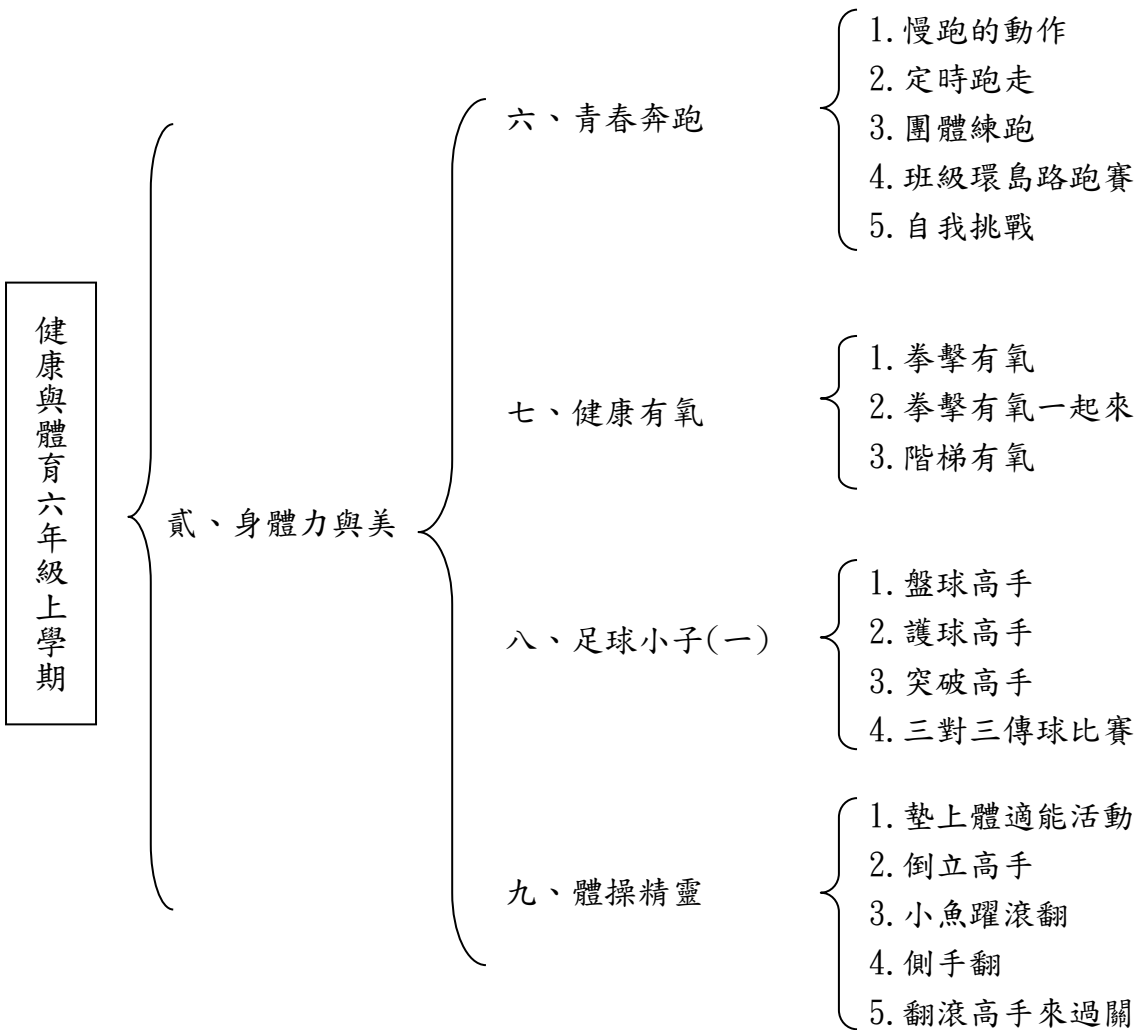 健康與體育六年級上學期
貳、身體力與美
六、青春奔跑
1.慢跑的動作
2.定時跑走
3.團體練跑
4.班級環島路跑賽
5.自我挑戰
七、健康有氧
1.拳擊有氧
2.拳擊有氧一起來
3.階梯有氧
八、足球小子(一)
1.盤球高手
2.護球高手
3.突破高手
4.三對三傳球比賽
九、體操精靈
1.墊上體適能活動
2.倒立高手
3.小魚躍滾翻
4.側手翻
5.翻滾高手來過關